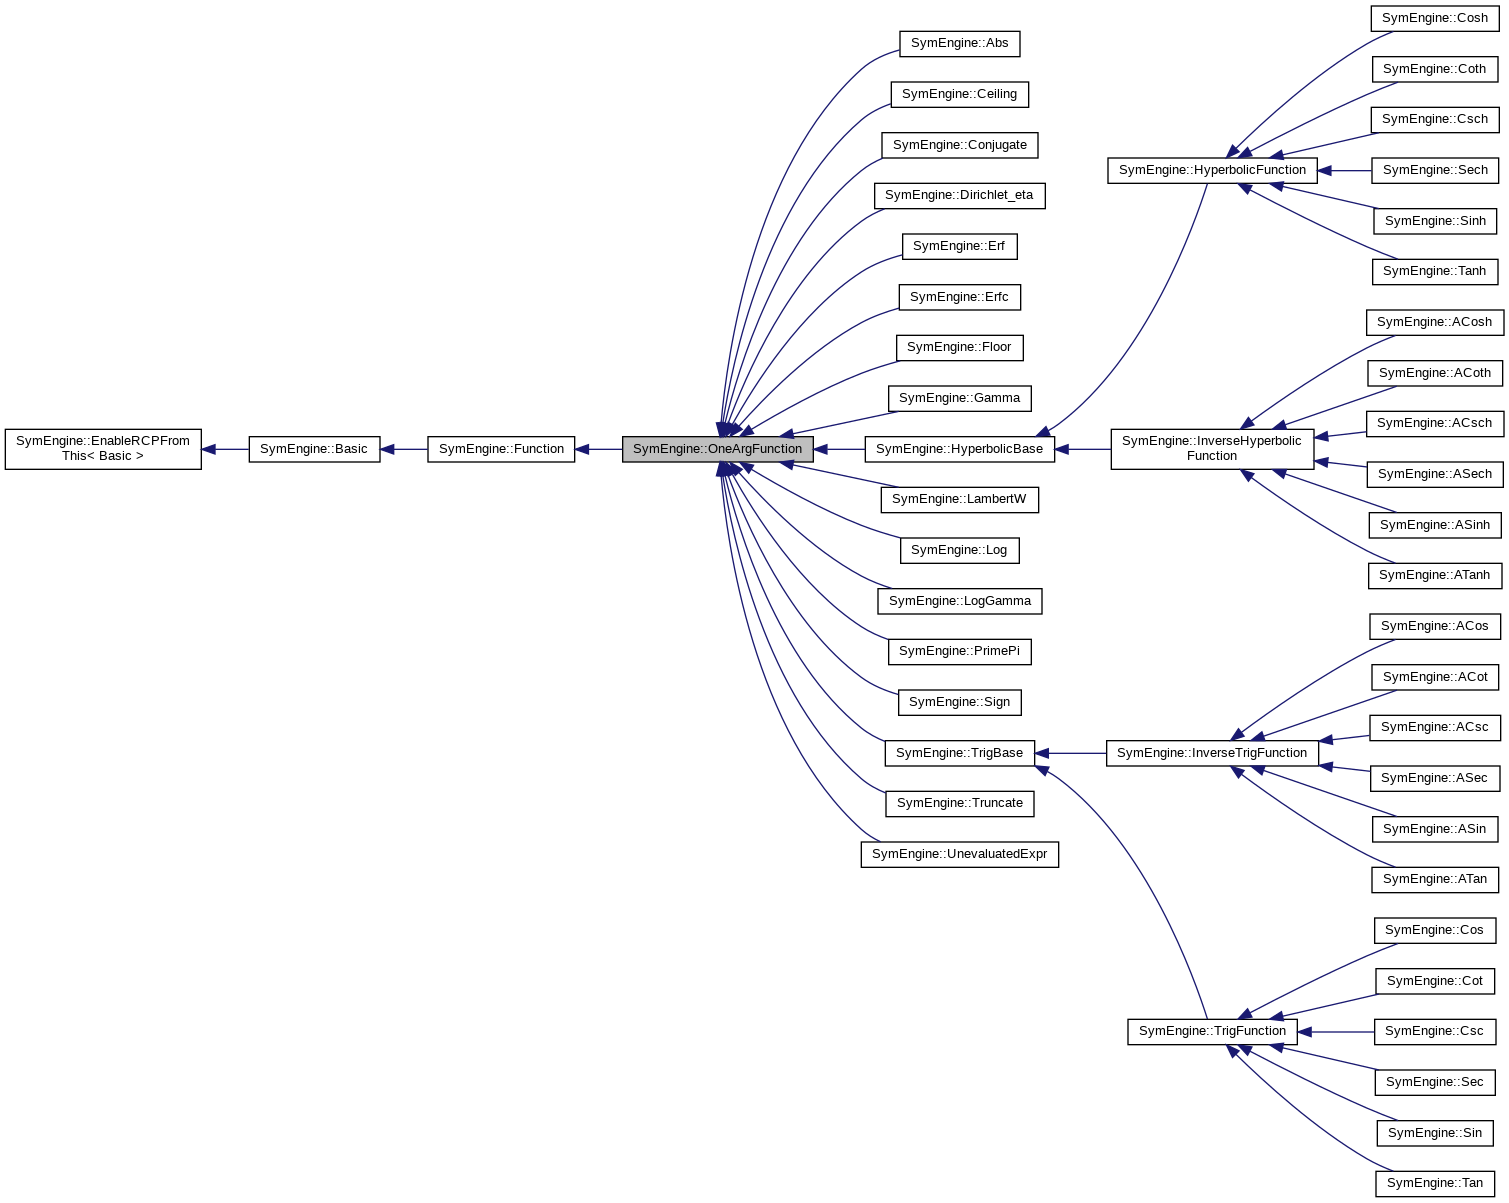 SymEngine::EnableRCPFrom
This< Basic >
SymEngine::Basic
SymEngine::Function
SymEngine::OneArgFunction
SymEngine::Abs
SymEngine::Ceiling
SymEngine::Conjugate
SymEngine::Dirichlet_eta
SymEngine::Erf
SymEngine::Erfc
SymEngine::Floor
SymEngine::Gamma
SymEngine::HyperbolicBase
SymEngine::LambertW
SymEngine::Log
SymEngine::LogGamma
SymEngine::PrimePi
SymEngine::Sign
SymEngine::TrigBase
SymEngine::Truncate
SymEngine::UnevaluatedExpr
SymEngine::HyperbolicFunction
SymEngine::InverseHyperbolic
Function
SymEngine::InverseTrigFunction
SymEngine::TrigFunction
SymEngine::Cosh
SymEngine::Coth
SymEngine::Csch
SymEngine::Sech
SymEngine::Sinh
SymEngine::Tanh
SymEngine::ACosh
SymEngine::ACoth
SymEngine::ACsch
SymEngine::ASech
SymEngine::ASinh
SymEngine::ATanh
SymEngine::ACos
SymEngine::ACot
SymEngine::ACsc
SymEngine::ASec
SymEngine::ASin
SymEngine::ATan
SymEngine::Cos
SymEngine::Cot
SymEngine::Csc
SymEngine::Sec
SymEngine::Sin
SymEngine::Tan